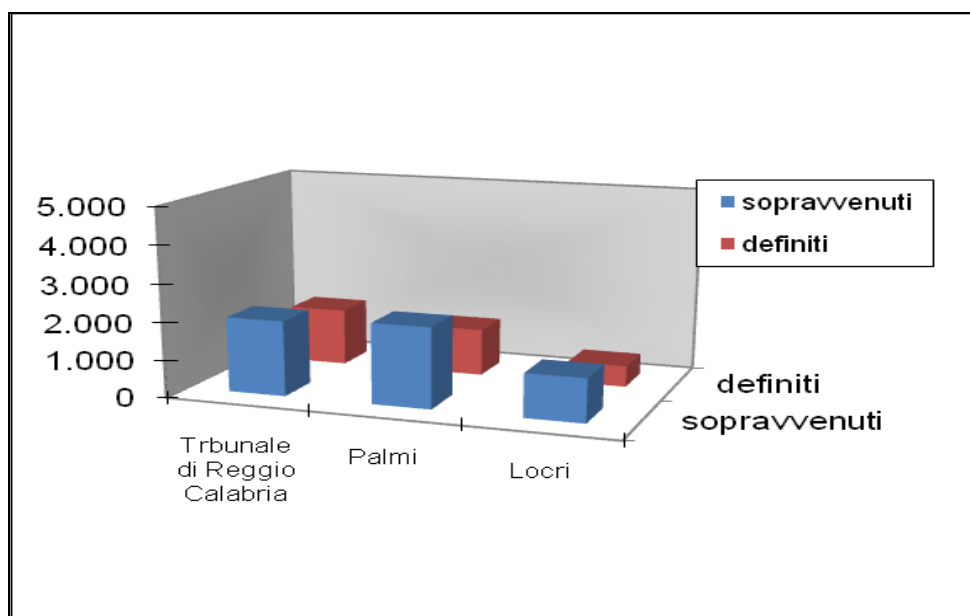 5.000
4.000
3.000
2.000
1.000
0
sopravvenuti
definiti
definiti
sopravvenuti
Trbunale
di Reggio
Calabria
Palmi
Locri